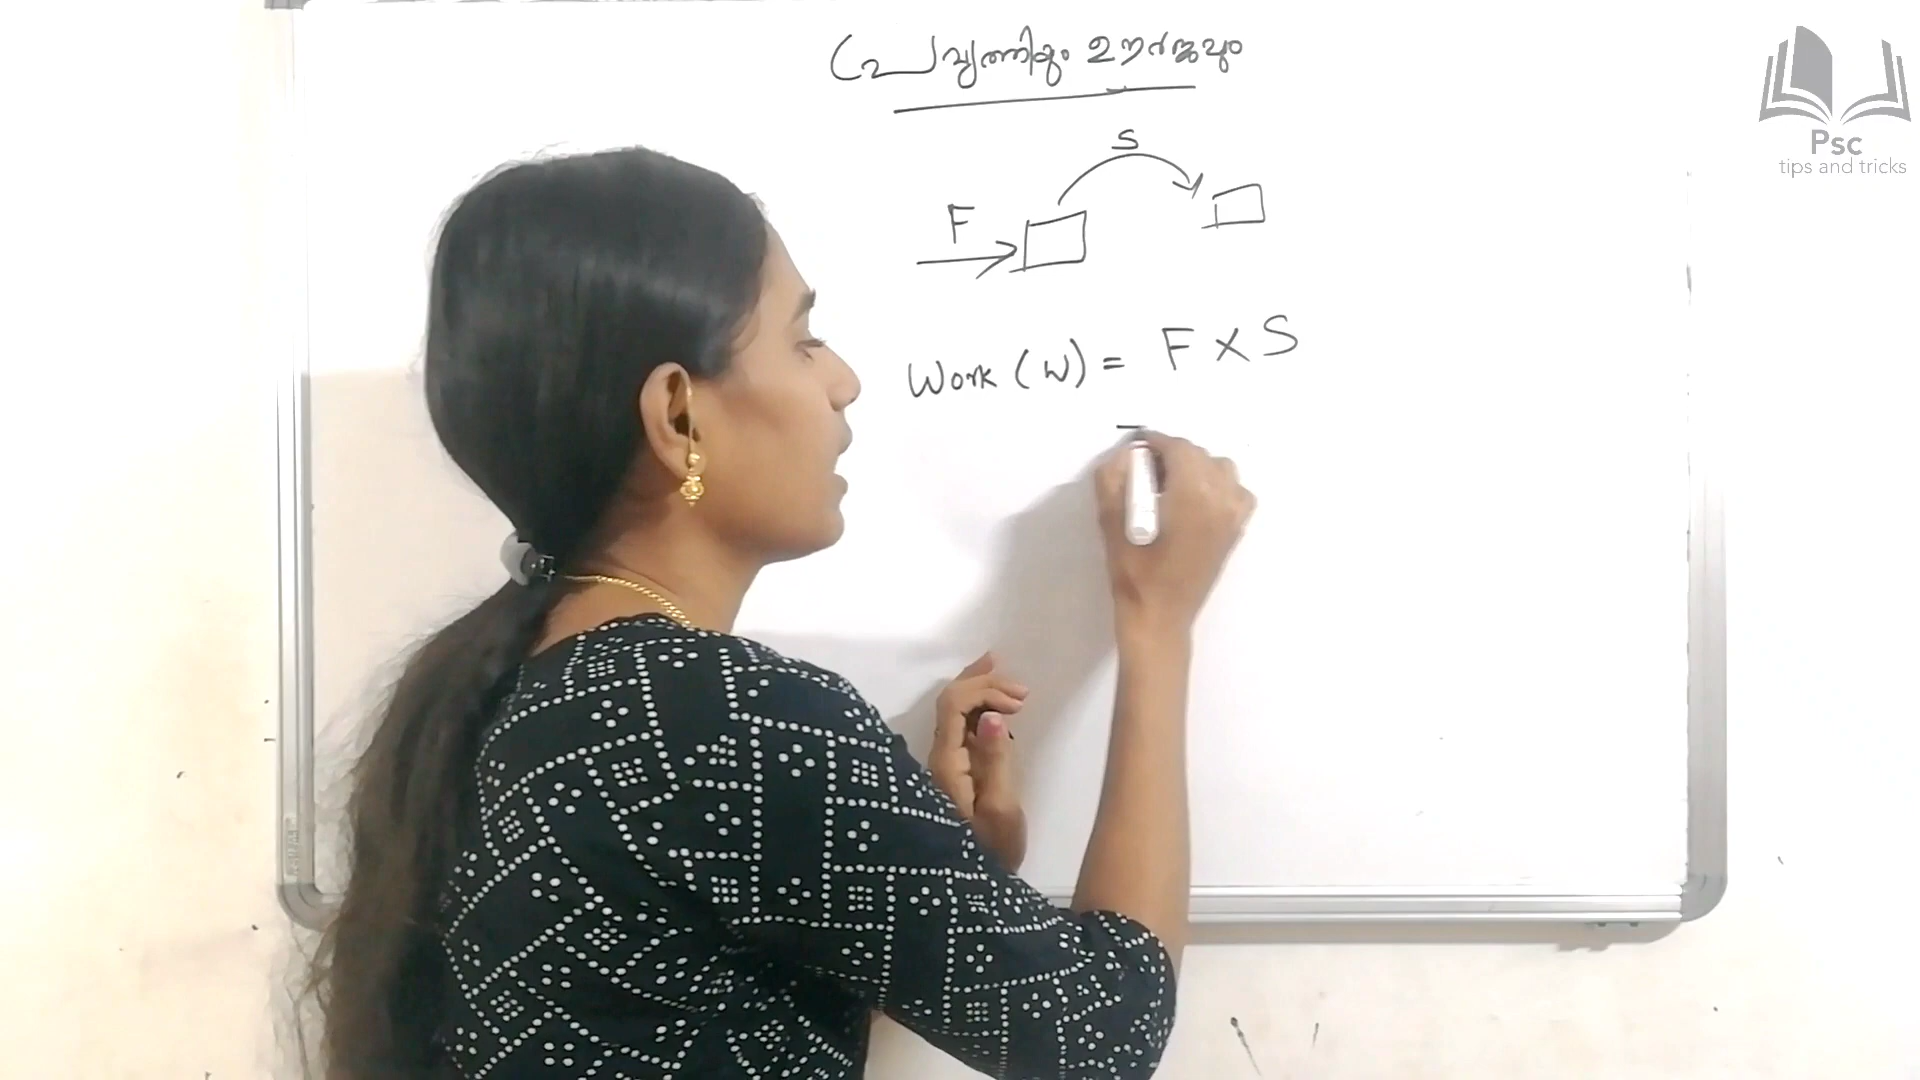 പ്രവൃത്തിയും ഊർജ്ജവും
S
F
Work (W) = F × S
Psc
tips and tricks